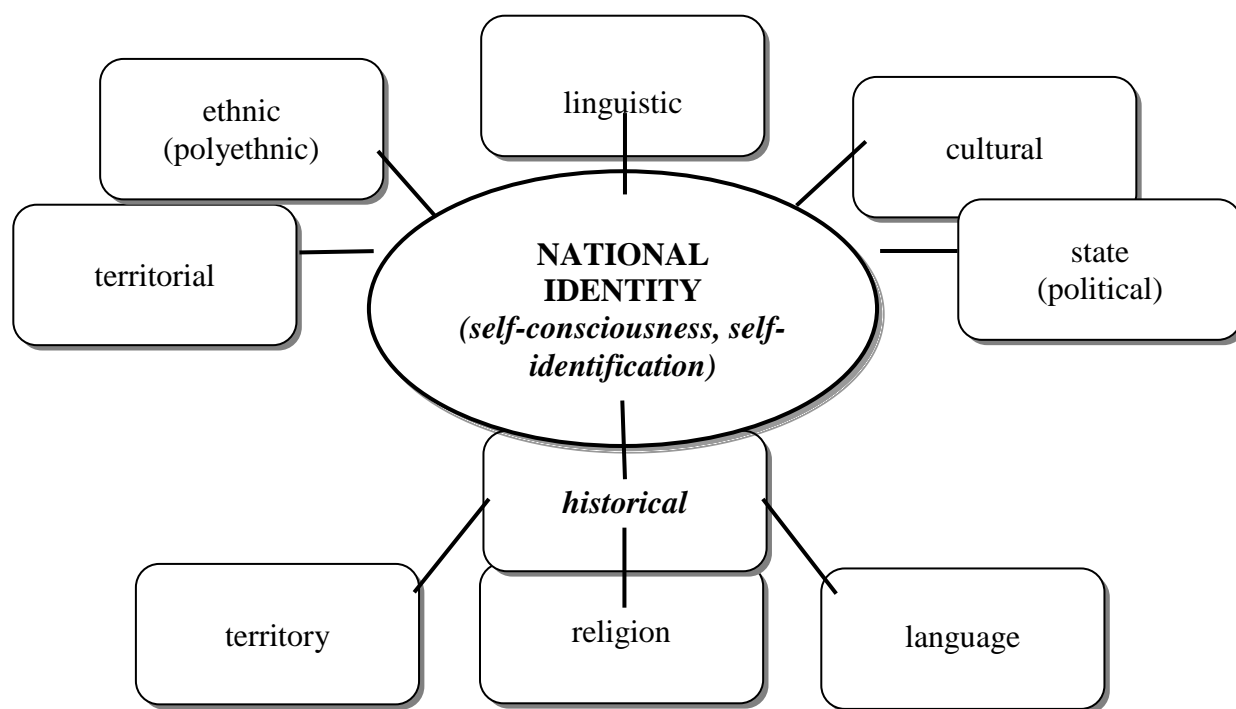 linguistic
ethnic
(polyethnic)
cultural
territorial
NATIONAL
IDENTITY
(self-consciousness, self-
identification)
state
(political)
historical
territory
religion
language